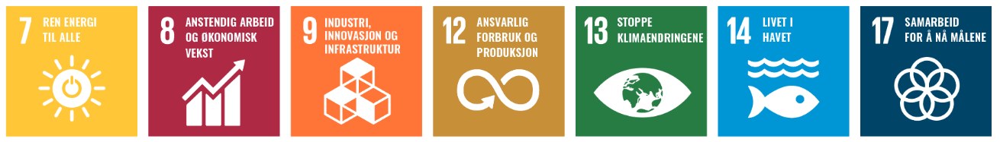 7
REN ENERGI
TIL ALLE
8
ANSTENDIG ARBEID
OG ØKONOMISK
VEKST
9
INDUSTRI,
INNOVASJON OG
INFRASTRUKTUR
12
ANSVARLIG
FORBRUK OG
PRODUKSJON
13
STOPPE
KLIMAENDRINGENE
14
LIVET I
HAVET
17
SAMARBEID
FOR Å NÅ MÅLENE